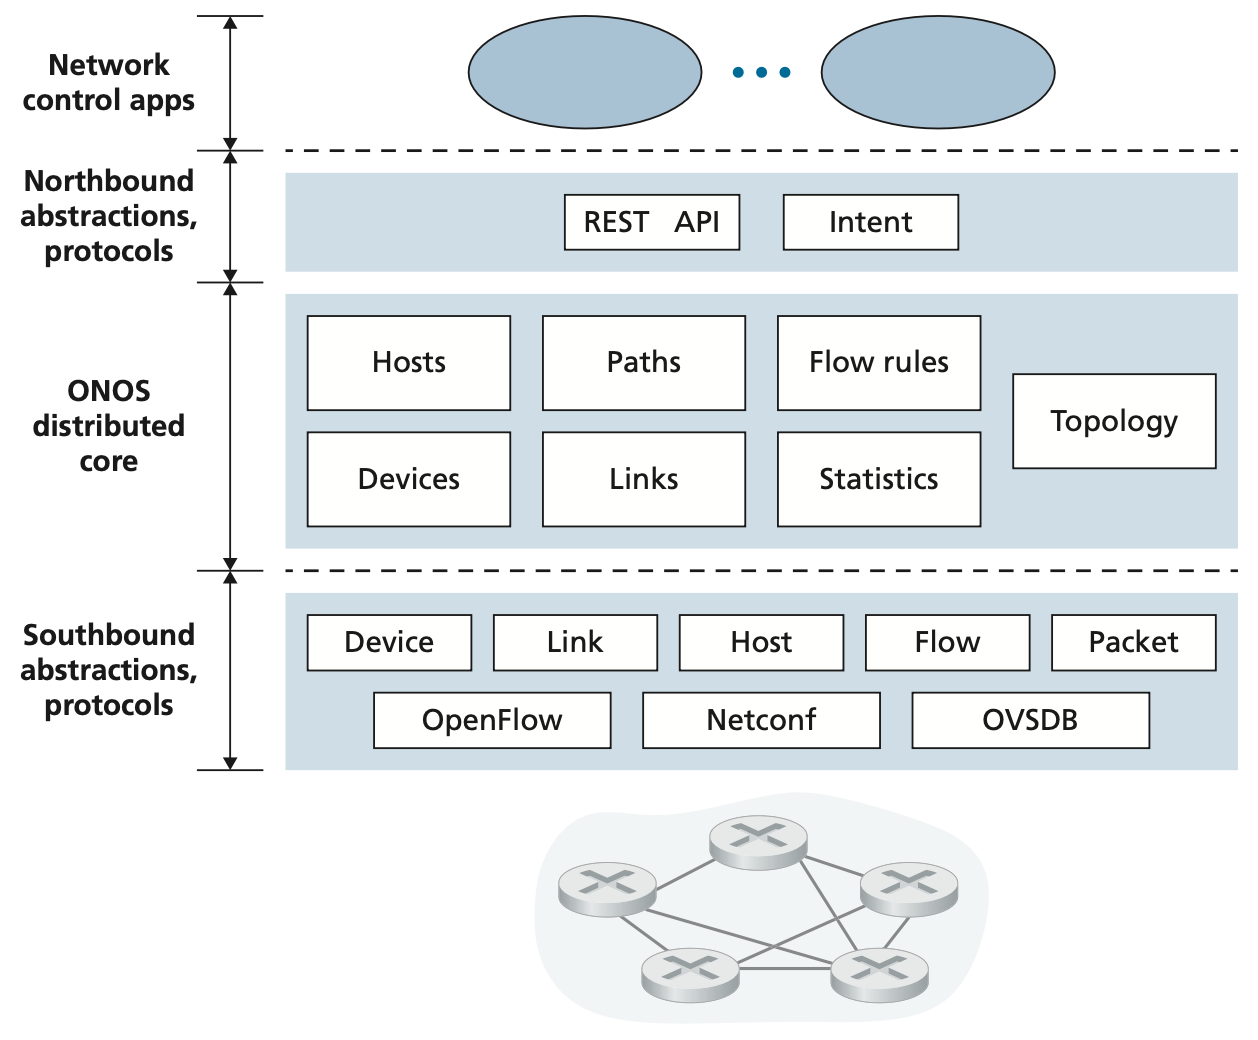 Network
control apps
Northbound
abstractions,
protocols
REST API
Intent
ONOS
distributed
core
Hosts
Paths
Flow rules
Topology
Devices
Links
Statistics
Southbound
abstractions,
protocols
Device
Link
Host
Flow
Packet
OpenFlow
Netconf
OVSDB